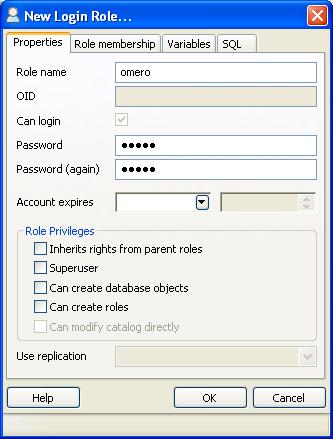 New Login Role...
Properties Role membership Variables SQL
Role name omero
OID
Can login
Password •••••
Password (again) •••••
Account expires
Role Privileges
Inherits rights from parent roles
Superuser
Can create database objects
Can create roles
Can modify catalog directly
Use replication
Help OK Cancel